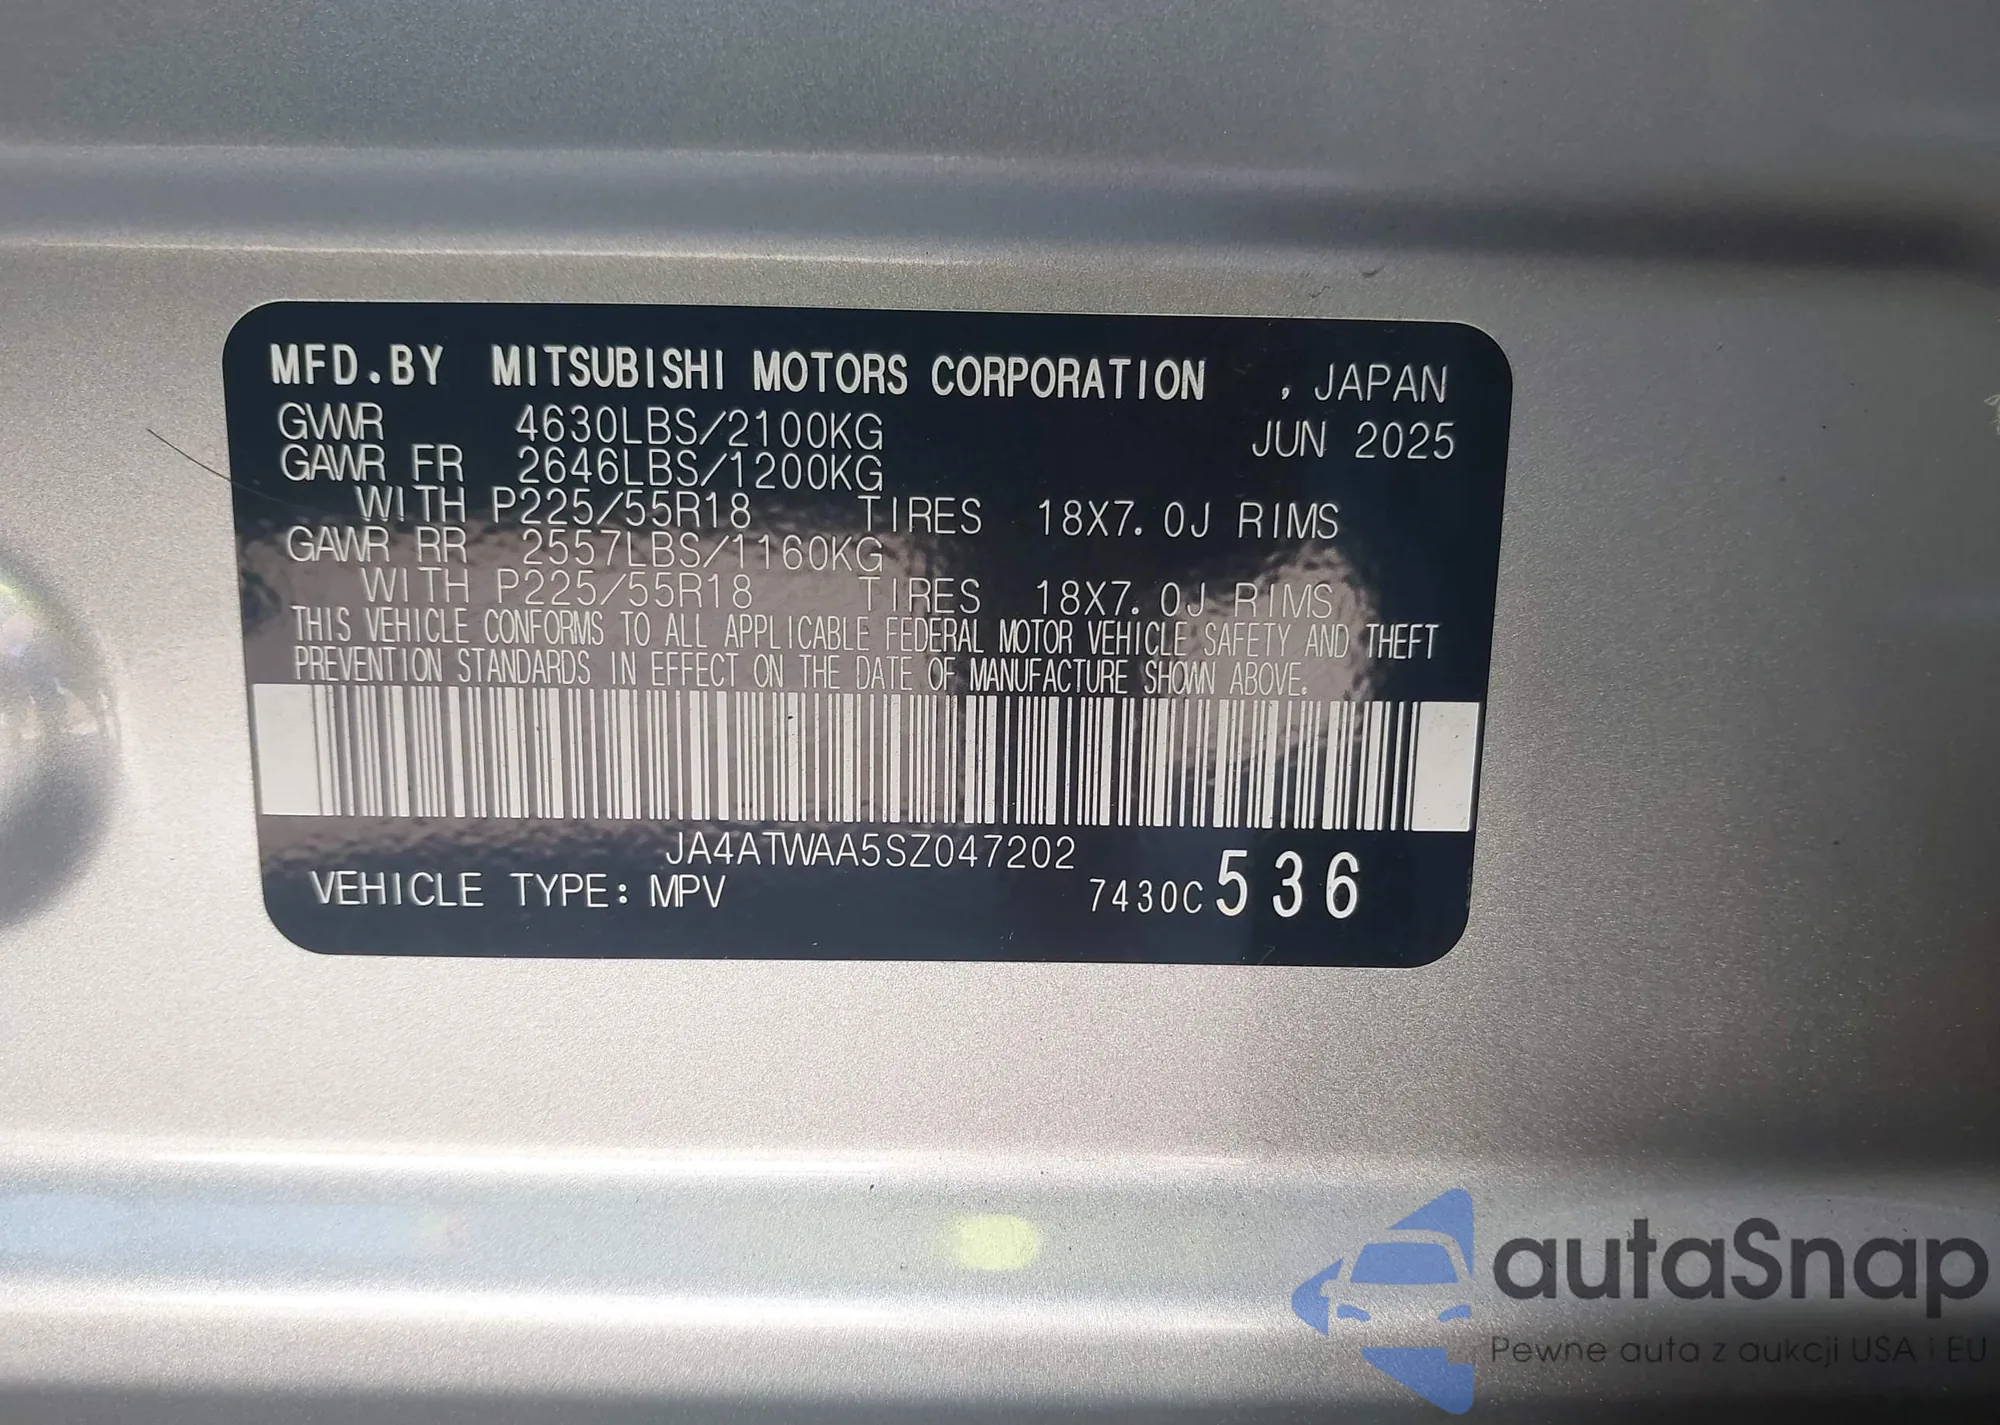 MFD.BY MITSUBISHI MOTORS CORPORATION , JAPAN
GVWR 4630LBS/2100KG JUN 2025
GAWR FR 2646LBS/1200KG
WITH P225/55R18 TIRES 18X7.0J RIMS
GAWR RR 2557LBS/1160KG
WITH P225/55R18 TIRES 18X7.0J RIMS
THIS VEHICLE CONFORMS TO ALL APPLICABLE FEDERAL MOTOR VEHICLE SAFETY AND THEFT
PREVENTION STANDARDS IN EFFECT ON THE DATE OF MANUFACTURE SHOWN ABOVE.
JA4ATWAA5SZ047202
VEHICLE TYPE: MPV 7430C 536
autaSnap
Pewne auta z aukcji USA i EU